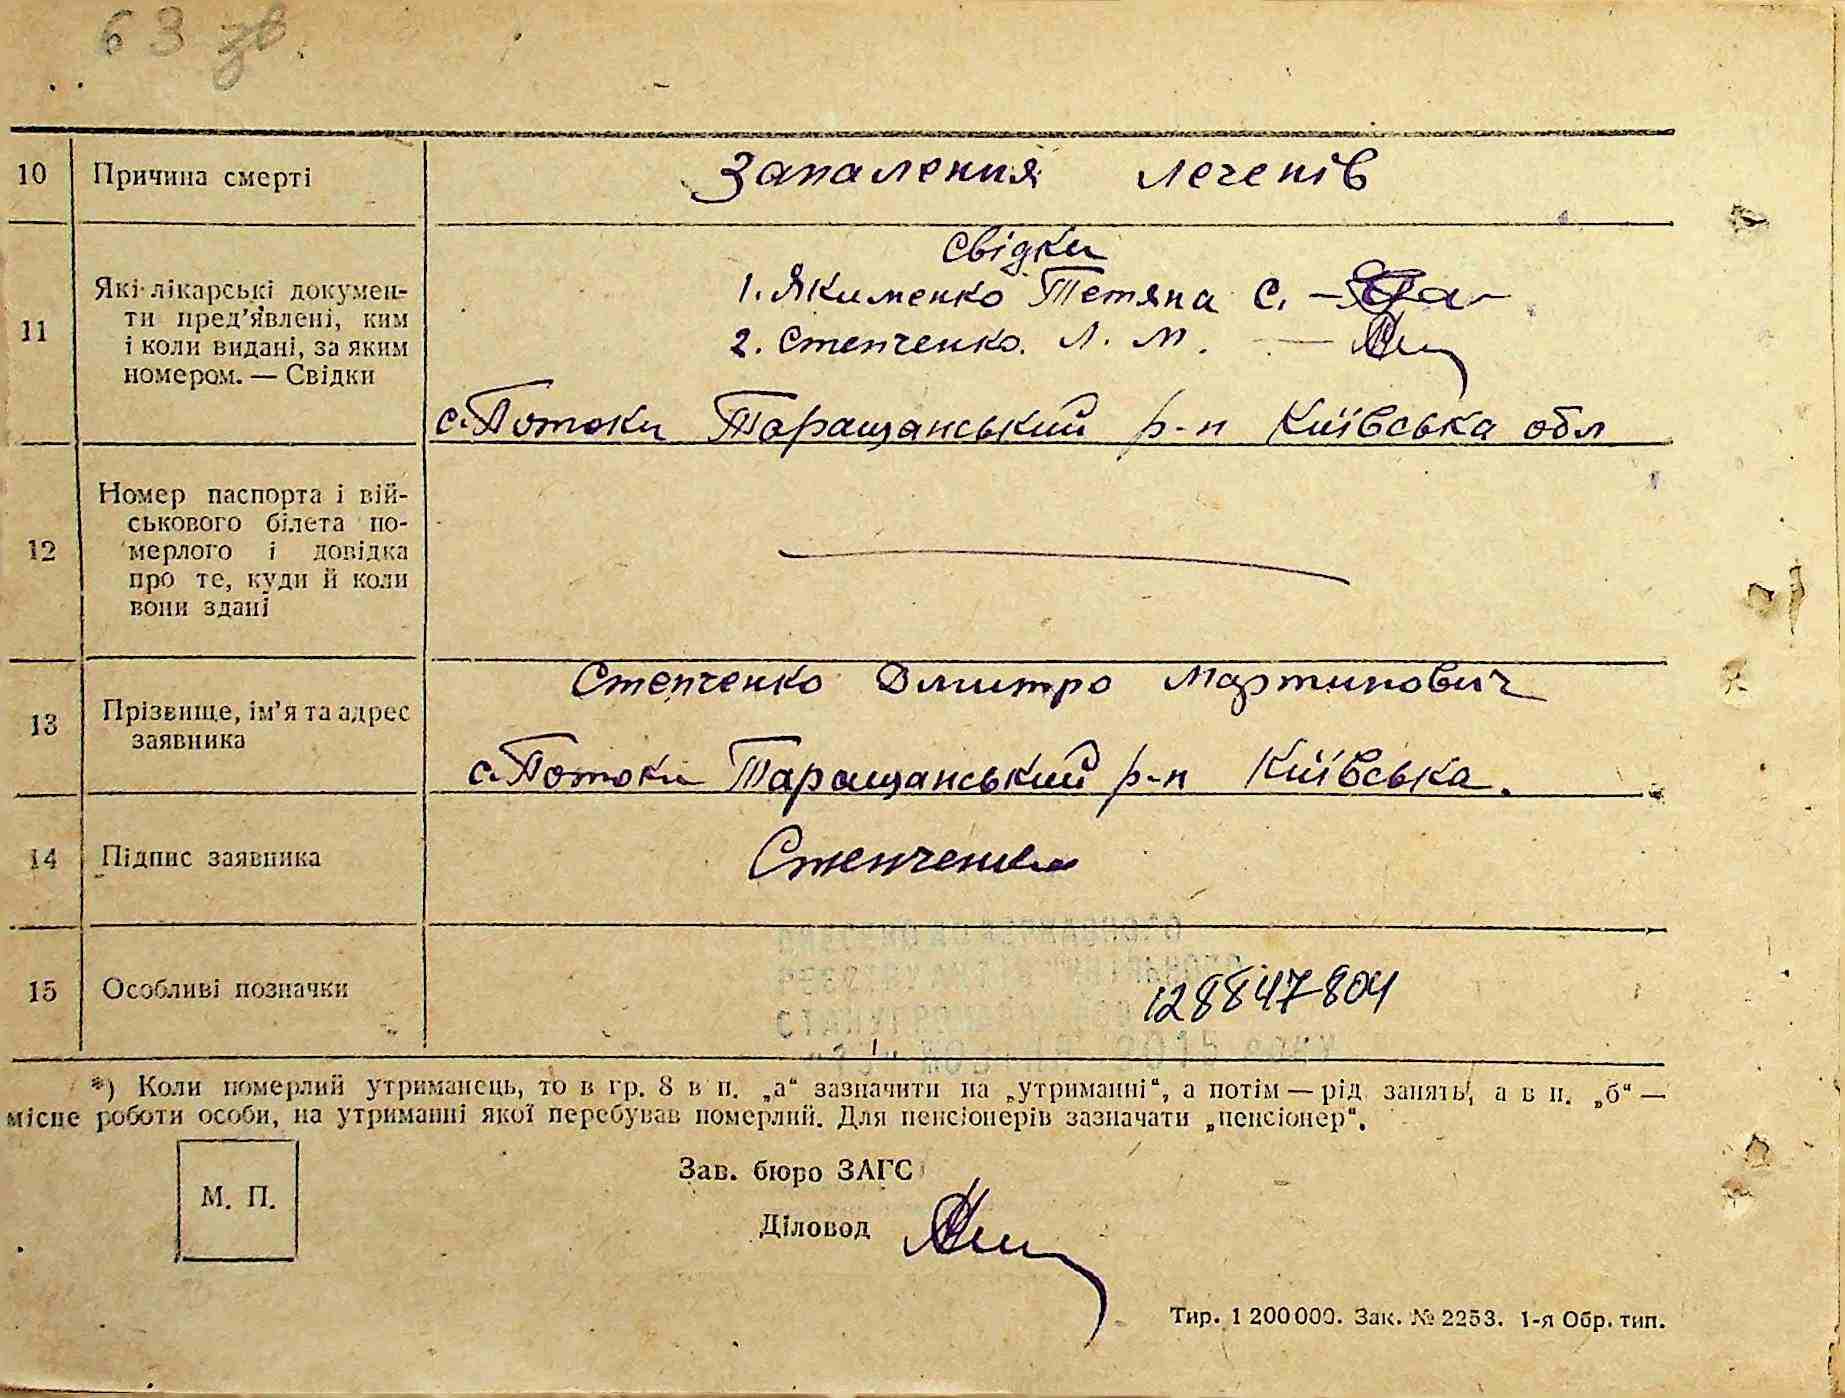 63 зв.
10 Причина смерті Запалення легенів
Свідки
11 Які лікарські докумен-
ти пред’явлені, ким
і коли видані, за яким
номером. — Свідки
1. Якименко Тетяна С. —
2. Степченко. Л. М. —
с. Потоки Таращанський р-н Київська обл
12 Номер паспорта і вій-
ськового білета по-
мерлого і довідка
про те, куди й коли
вони здані
13 Прізвище, ім’я та адрес
заявника
Степченко Дмитро Мартинович
с. Потоки Таращанський р-н Київська.
14 Підпис заявника Степченко
15 Особливі позначки 128847804
*) Коли померлий утриманець, то в гр. 8 в п. „а“ зазначити на „утриманні“, а потім — рід занять, а в п. „б“ —
місце роботи особи, на утриманні якої перебував померлий. Для пенсіонерів зазначати „пенсіонер“.
М. П.
Зав. бюро ЗАГС
Діловод
Тир. 1 200 000. Зак. № 2253. 1-я Обр. тип.